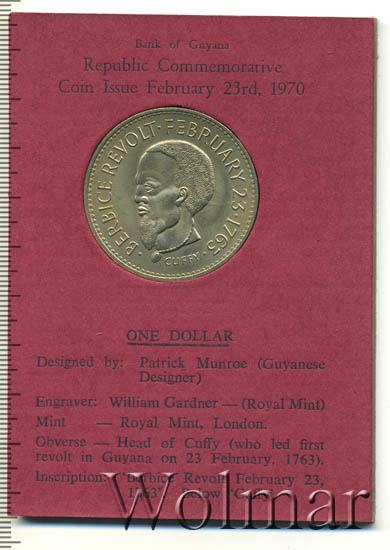 Bank of Guyana
Republic Commemorative
Coin Issue February 23rd, 1970
BERBICE REVOLT · FEBRUARY 23·1763
CUFFY
ONE DOLLAR
Designed by: Patrick Munroe (Guyanese
Designer)
Engraver: William Gardner — (Royal Mint)
Mint — Royal Mint, London.
Obverse — Head of Cuffy (who led first
revolt in Guyana on 23 February, 1763).
Inscription: 'Berbice Revolt February 23,
1763'. Below 'Cuffy'
Wolmar